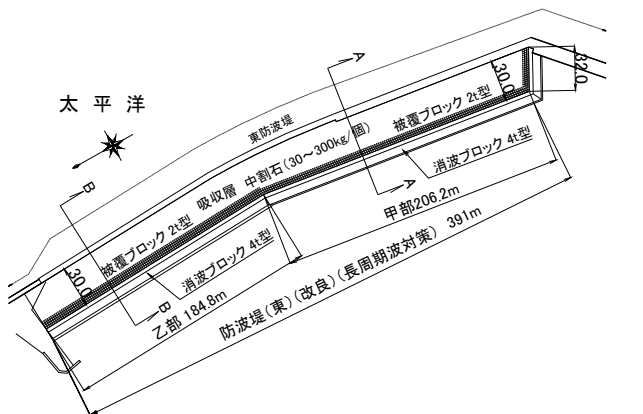 太 平 洋
A
32.0
30.0
東防波堤
被覆ブロック 2t型
吸収層 中割石(30～300kg/個)
消波ブロック 4t型
A
B
甲部206.2m
被覆ブロック 2t型
消波ブロック 4t型
30.0
B
乙部 184.8m
防波堤(東)(改良)(長周期波対策) 391m